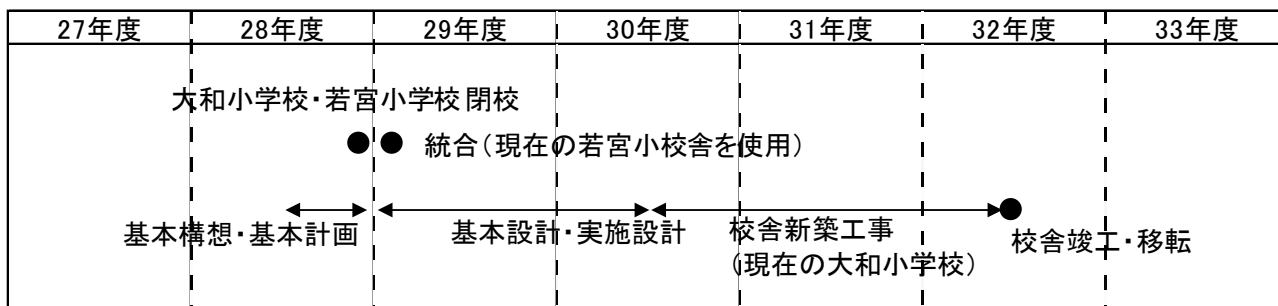 27年度 28年度 29年度 30年度 31年度 32年度 33年度
大和小学校・若宮小学校 閉校
統合(現在の若宮小校舎を使用)
基本構想・基本計画 基本設計・実施設計 校舎新築工事 校舎竣工・移転
(現在の大和小学校)